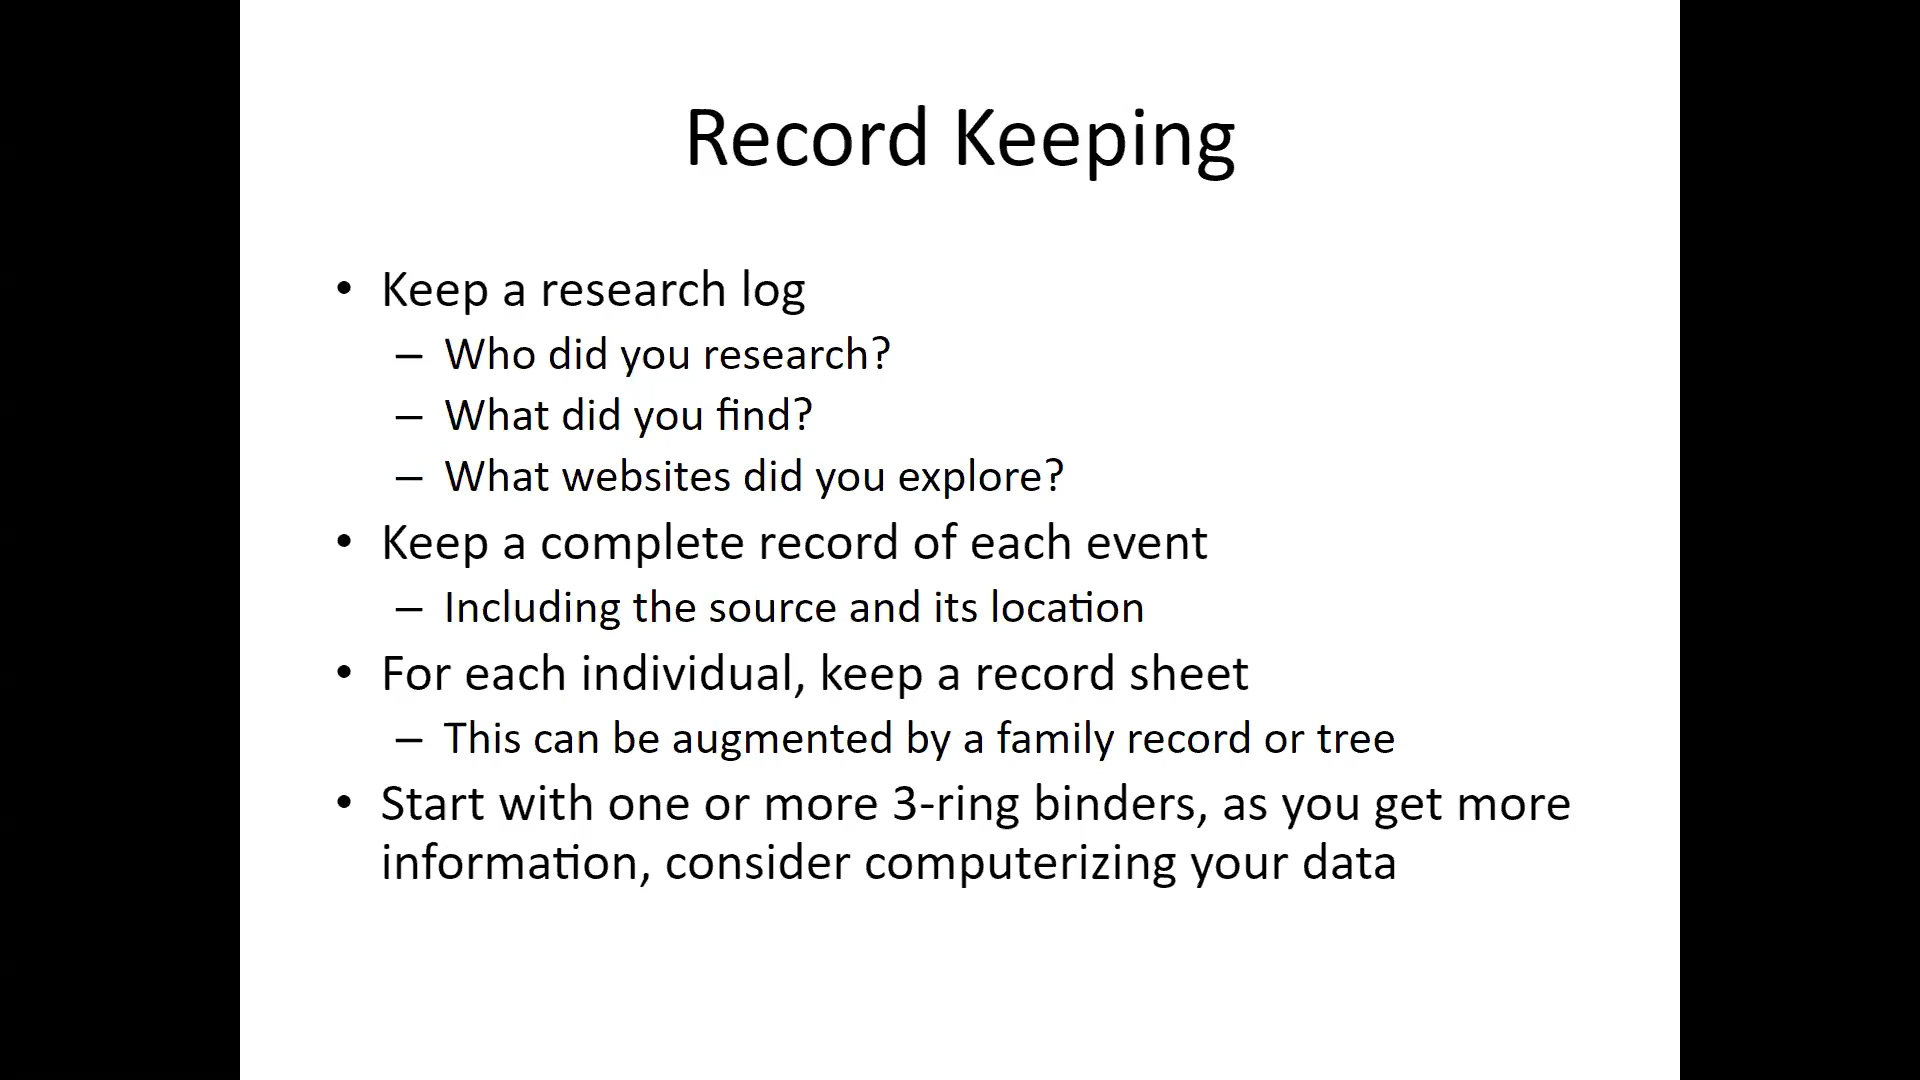 Record Keeping
• Keep a research log
– Who did you research?
– What did you find?
– What websites did you explore?
• Keep a complete record of each event
– Including the source and its location
• For each individual, keep a record sheet
– This can be augmented by a family record or tree
• Start with one or more 3-ring binders, as you get more
information, consider computerizing your data